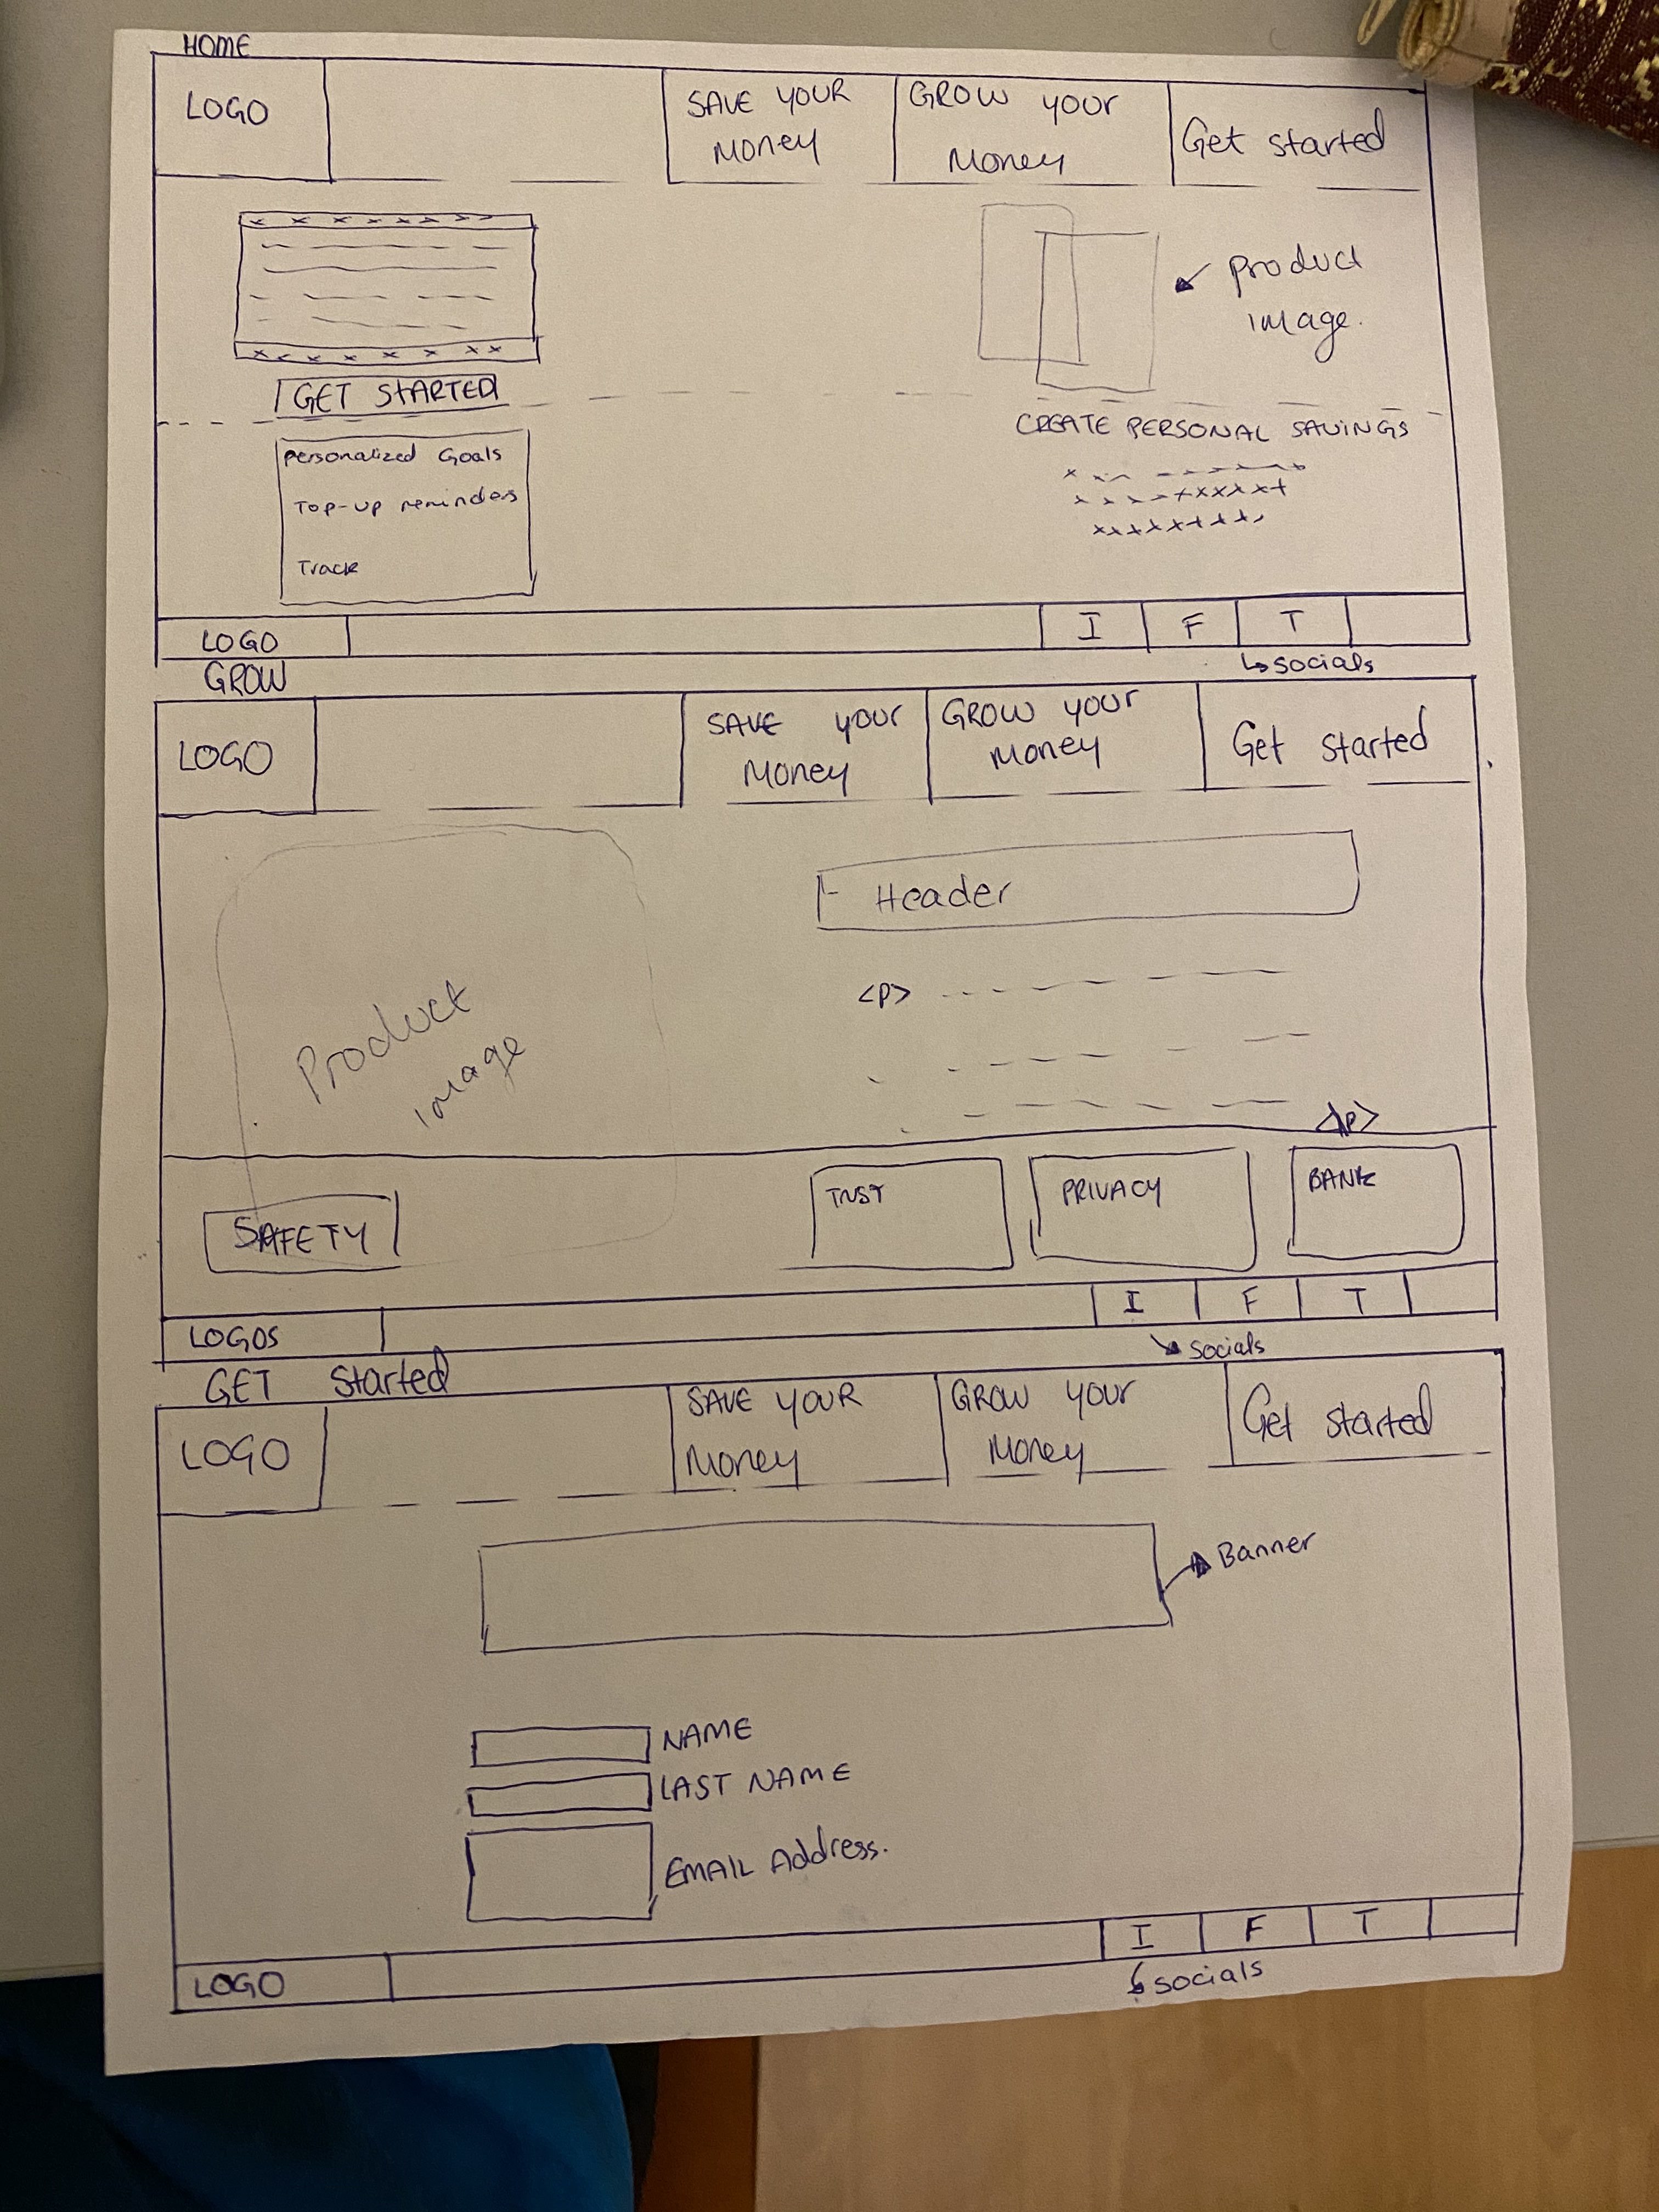 HOME
LOGO
SAVE YOUR
Money
GROW your
Money
Get started
Product
image.
GET STARTED
CREATE PERSONAL SAVINGS
Personalized Goals
Top-up reminders
Track
LOGO
I
F
T
socials
GROW
LOGO
SAVE your
Money
GROW your
Money
Get started
Header
<P>
Product
image
SAFETY
PRIVACY
BANK
LOGOS
I
F
T
socials
GET started
LOGO
SAVE YOUR
Money
GROW your
Money
Get started
Banner
NAME
LAST NAME
EMAIL Address.
LOGO
I
F
T
socials